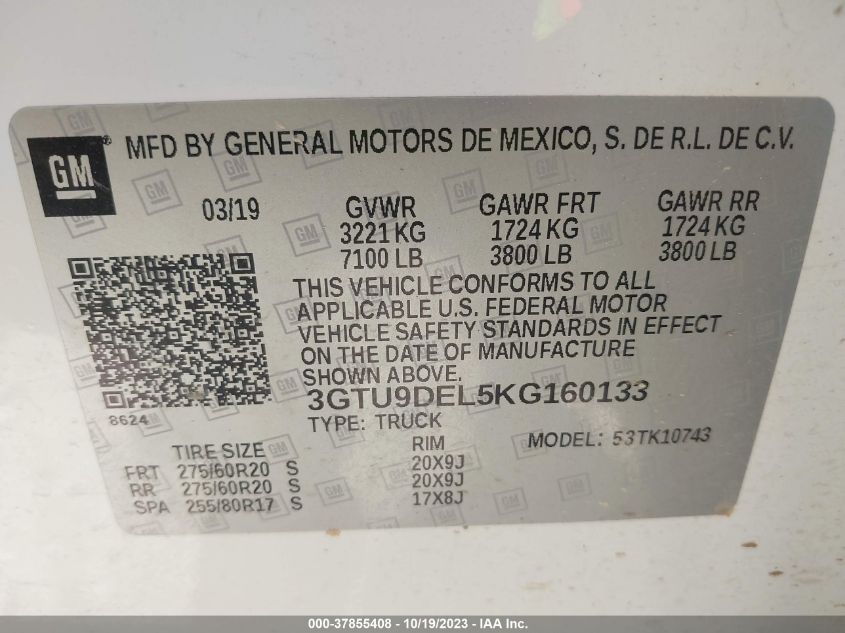 GM® MFD BY GENERAL MOTORS DE MEXICO, S. DE R.L. DE C.V.
03/19 GVWR GAWR FRT GAWR RR
3221 KG 1724 KG 1724 KG
7100 LB 3800 LB 3800 LB
THIS VEHICLE CONFORMS TO ALL
APPLICABLE U.S. FEDERAL MOTOR
VEHICLE SAFETY STANDARDS IN EFFECT
ON THE DATE OF MANUFACTURE
SHOWN ABOVE.
3GTU9DEL5KG160133
8624 TYPE: TRUCK MODEL: 53TK10743
TIRE SIZE RIM
FRT 275/60R20 S 20X9J
RR 275/60R20 S 20X9J
SPA 255/80R17 S 17X8J
000-37855408 - 10/19/2023 - IAA Inc.